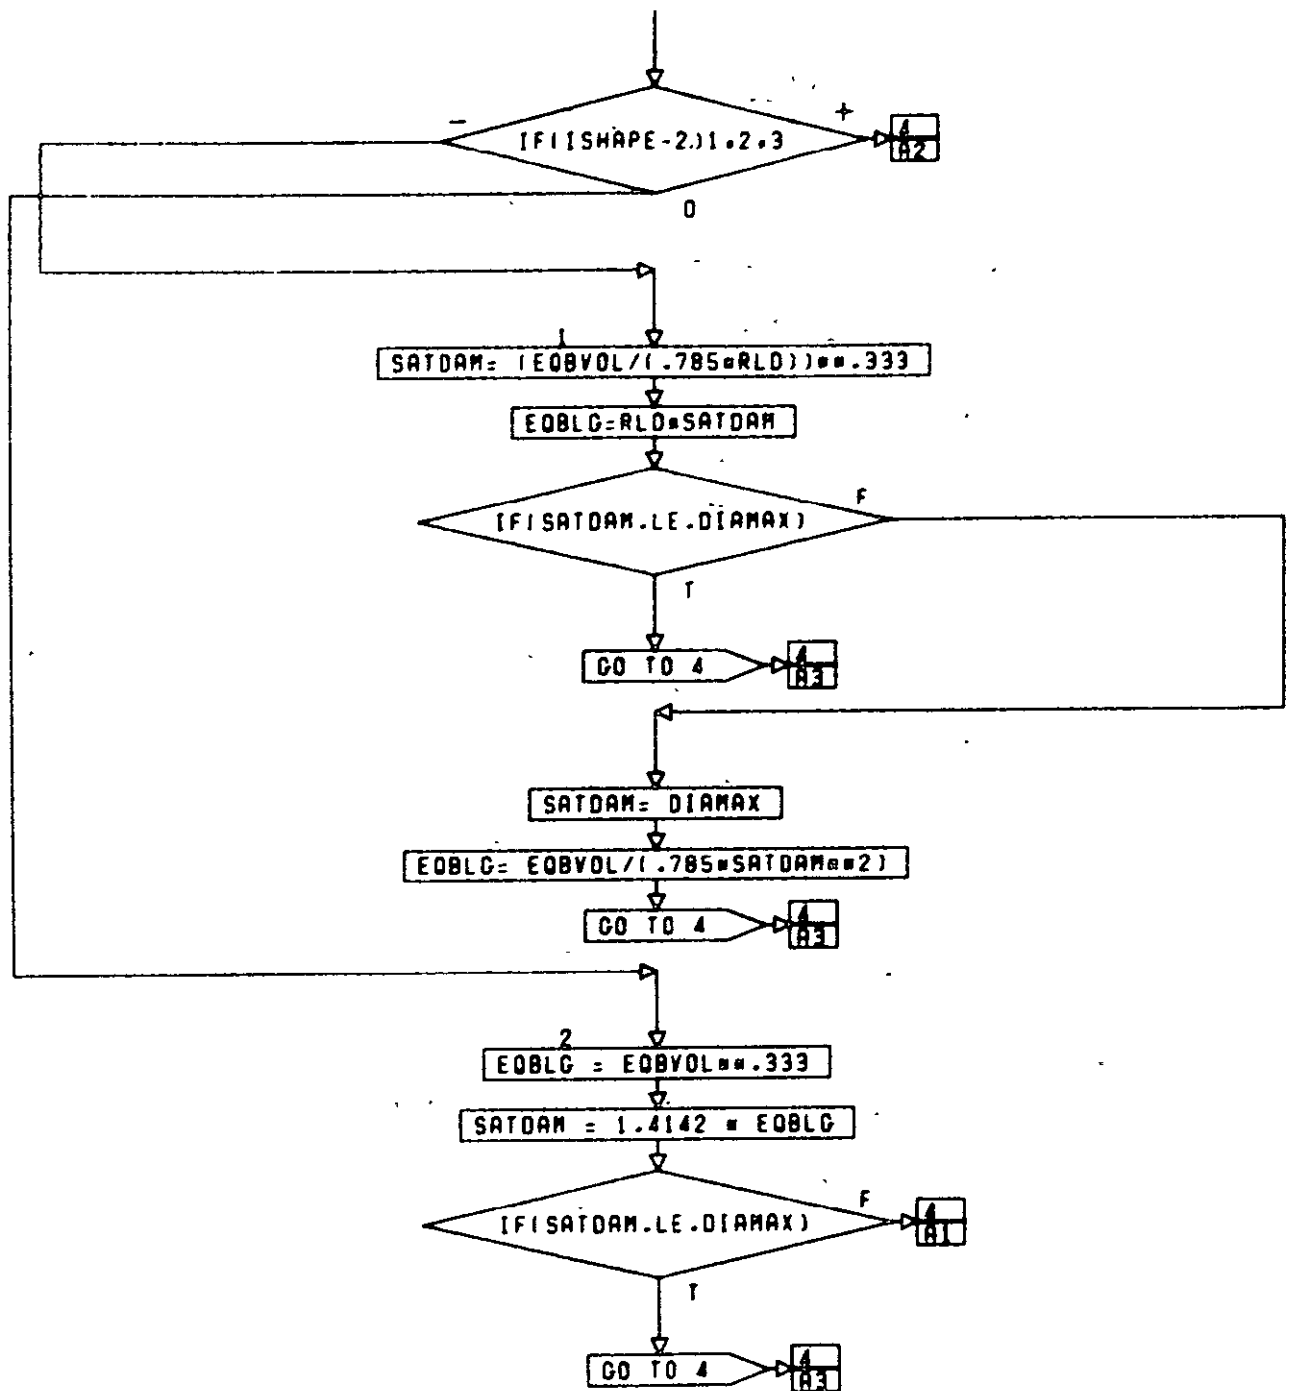 -
+
IF(ISHAPE-2)1,2,3
4
A2
0
1
SATDAM= (EQBVOL/(.785*RLD))**.333
EQBLG=RLD*SATDAM
F
IF(SATDAM.LE.DIAMAX)
T
GO TO 4
4
A3
SATDAM= DIAMAX
EQBLG= EQBVOL/(.785*SATDAM**2)
GO TO 4
4
A3
2
EQBLG = EQBVOL**.333
SATDAM = 1.4142 * EQBLG
F
IF(SATDAM.LE.DIAMAX)
4
A1
T
GO TO 4
4
A3